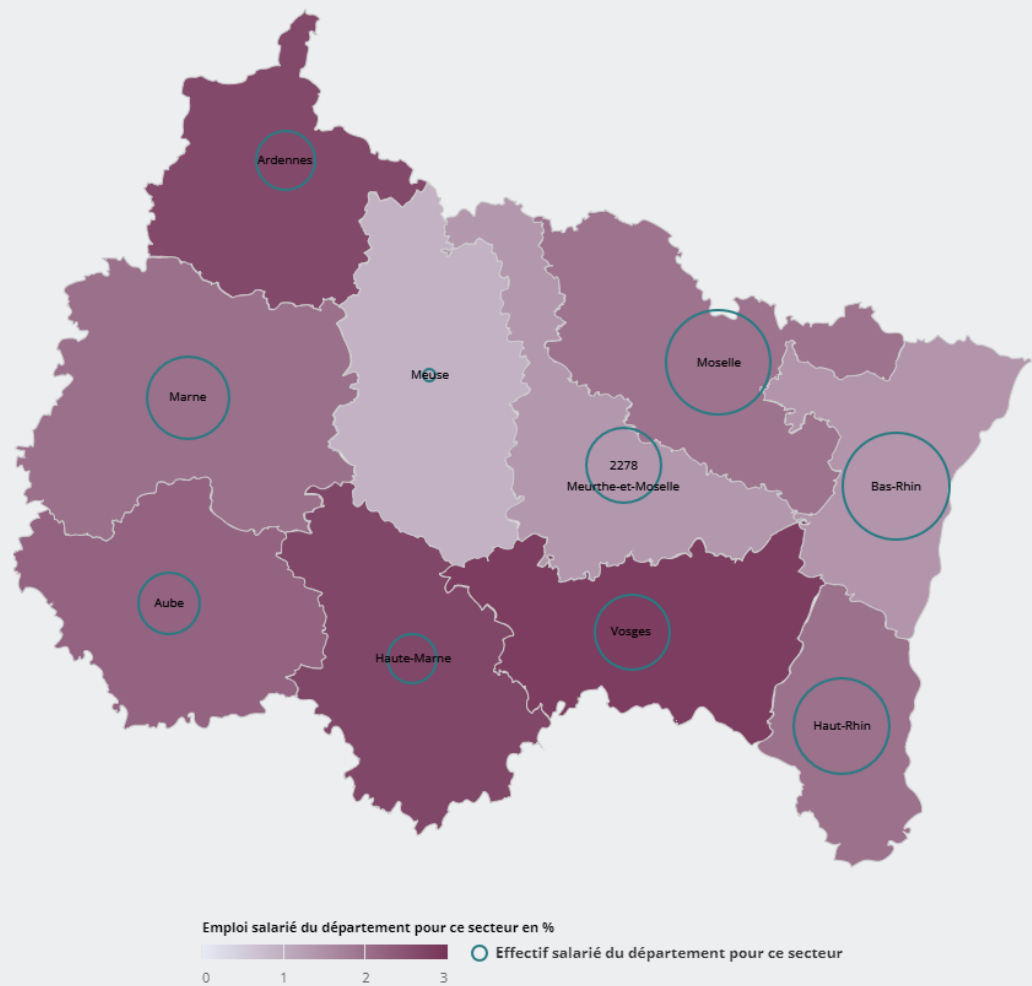 Ardennes
Moselle
Meuse
Marne
2278
Meurthe-et-Moselle
Bas-Rhin
Aube
Vosges
Haute-Marne
Haut-Rhin
Emploi salarié du département pour ce secteur en %
Effectif salarié du département pour ce secteur
0 1 2 3